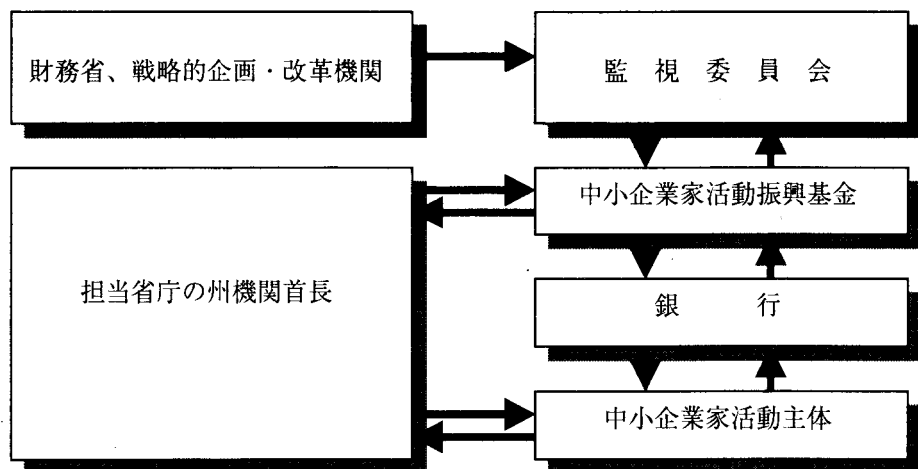 財務省、戦略的企画・改革機関
監視委員会
中小企業家活動振興基金
担当省庁の州機関首長
銀行
中小企業家活動主体